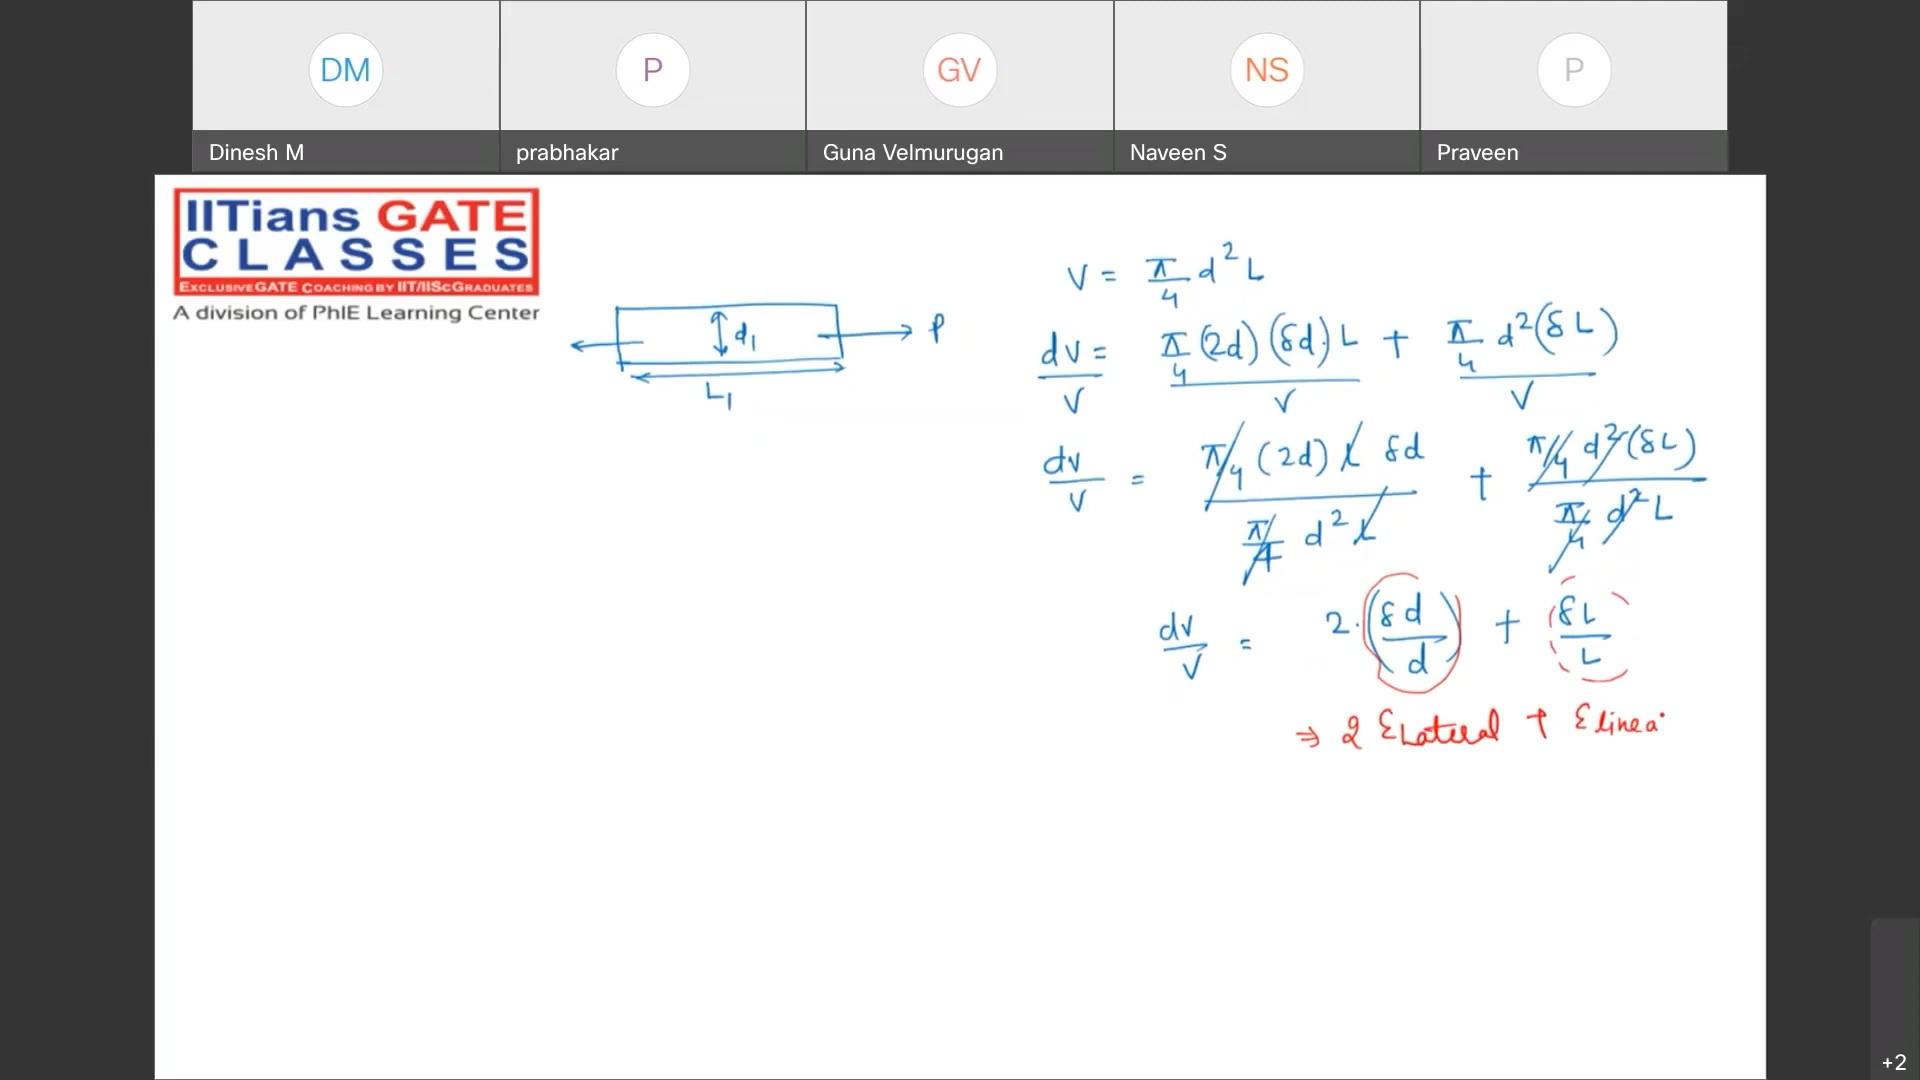 DM
P
GV
NS
P
Dinesh M
prabhakar
Guna Velmurugan
Naveen S
Praveen
IITians GATE
CLASSES
EXCLUSIVE GATE COACHING BY IIT/IISc GRADUATES
A division of PhIE Learning Center
d₁
P
L₁
V = π/4 d² L
dv/V = π/4 (2d) (δd). L / V + π/4 d² (δL) / V
dv/V = π/4 (2d) L δd / π/4 d² L + π/4 d² (δL) / π/4 d² L
dv/V = 2. (δd/d) + δL/L
⇒ 2 ε Lateral + ε linea
+2